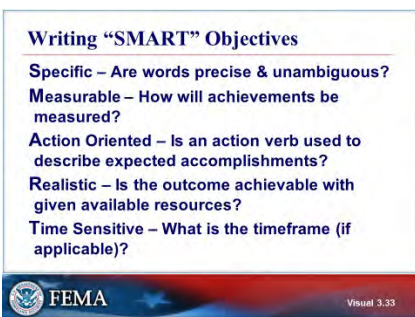 Writing “SMART” Objectives
Specific – Are words precise & unambiguous?
Measurable – How will achievements be
measured?
Action Oriented – Is an action verb used to
describe expected accomplishments?
Realistic – Is the outcome achievable with
given available resources?
Time Sensitive – What is the timeframe (if
applicable)?
FEMA
Visual 3.33